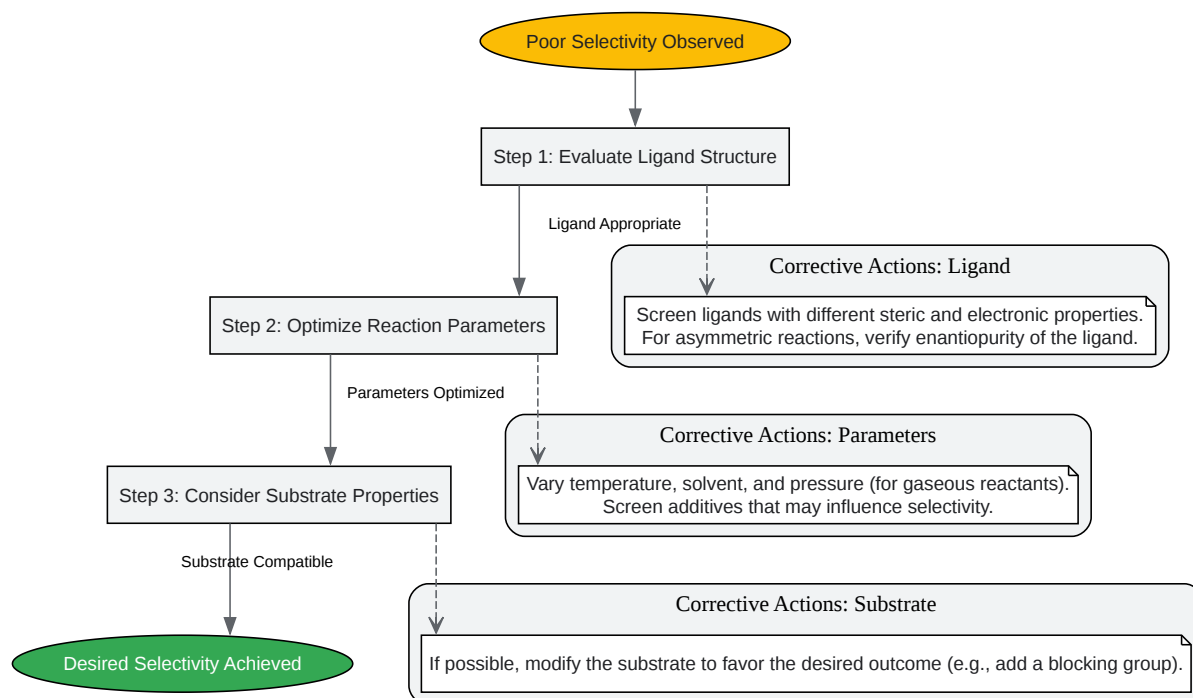 Poor Selectivity Observed
Step 1: Evaluate Ligand Structure
Ligand Appropriate
Corrective Actions: Ligand
Screen ligands with different steric and electronic properties.
For asymmetric reactions, verify enantiopurity of the ligand.
Step 2: Optimize Reaction Parameters
Parameters Optimized
Corrective Actions: Parameters
Vary temperature, solvent, and pressure (for gaseous reactants).
Screen additives that may influence selectivity.
Step 3: Consider Substrate Properties
Substrate Compatible
Corrective Actions: Substrate
If possible, modify the substrate to favor the desired outcome (e.g., add a blocking group).
Desired Selectivity Achieved